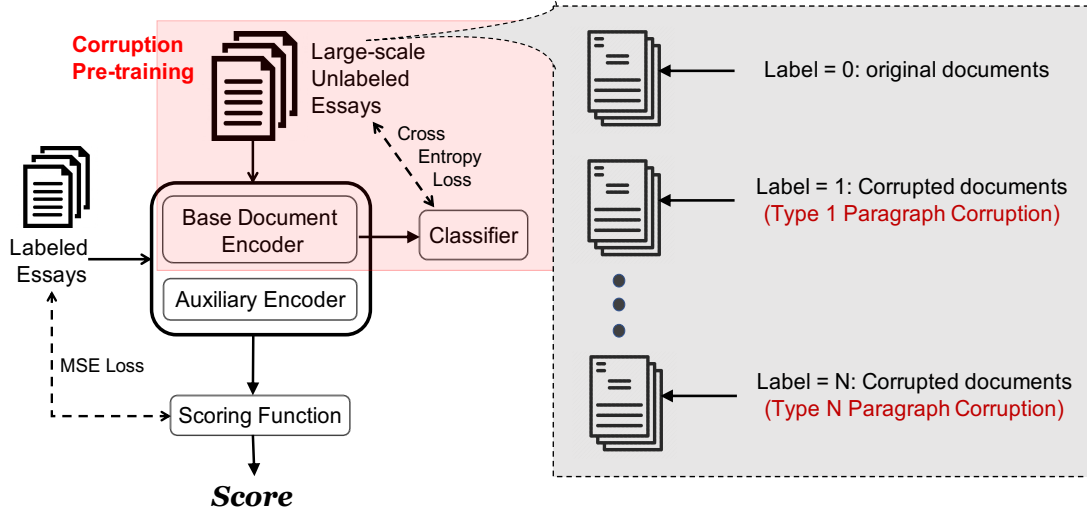 Corruption
Pre-training
Large-scale
Unlabeled
Essays
Cross
Entropy
Loss
Base Document
Encoder
Classifier
Labeled
Essays
Auxiliary Encoder
MSE Loss
Scoring Function
Score
Label = 0: original documents
Label = 1: Corrupted documents
(Type 1 Paragraph Corruption)
Label = N: Corrupted documents
(Type N Paragraph Corruption)